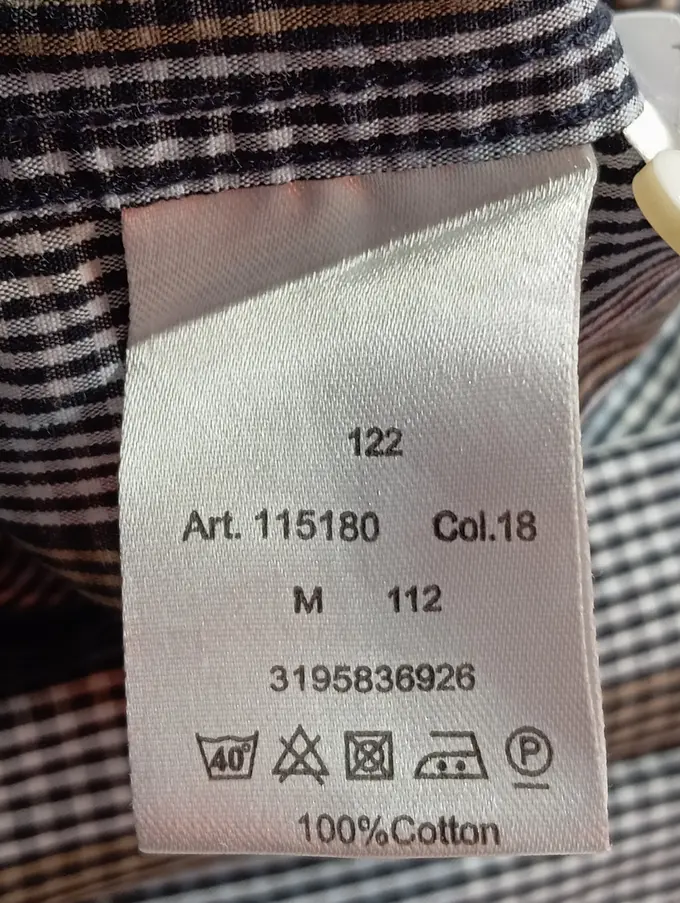 122
Art. 115180 Col.18
M 112
3195836926
40° P
100%Cotton